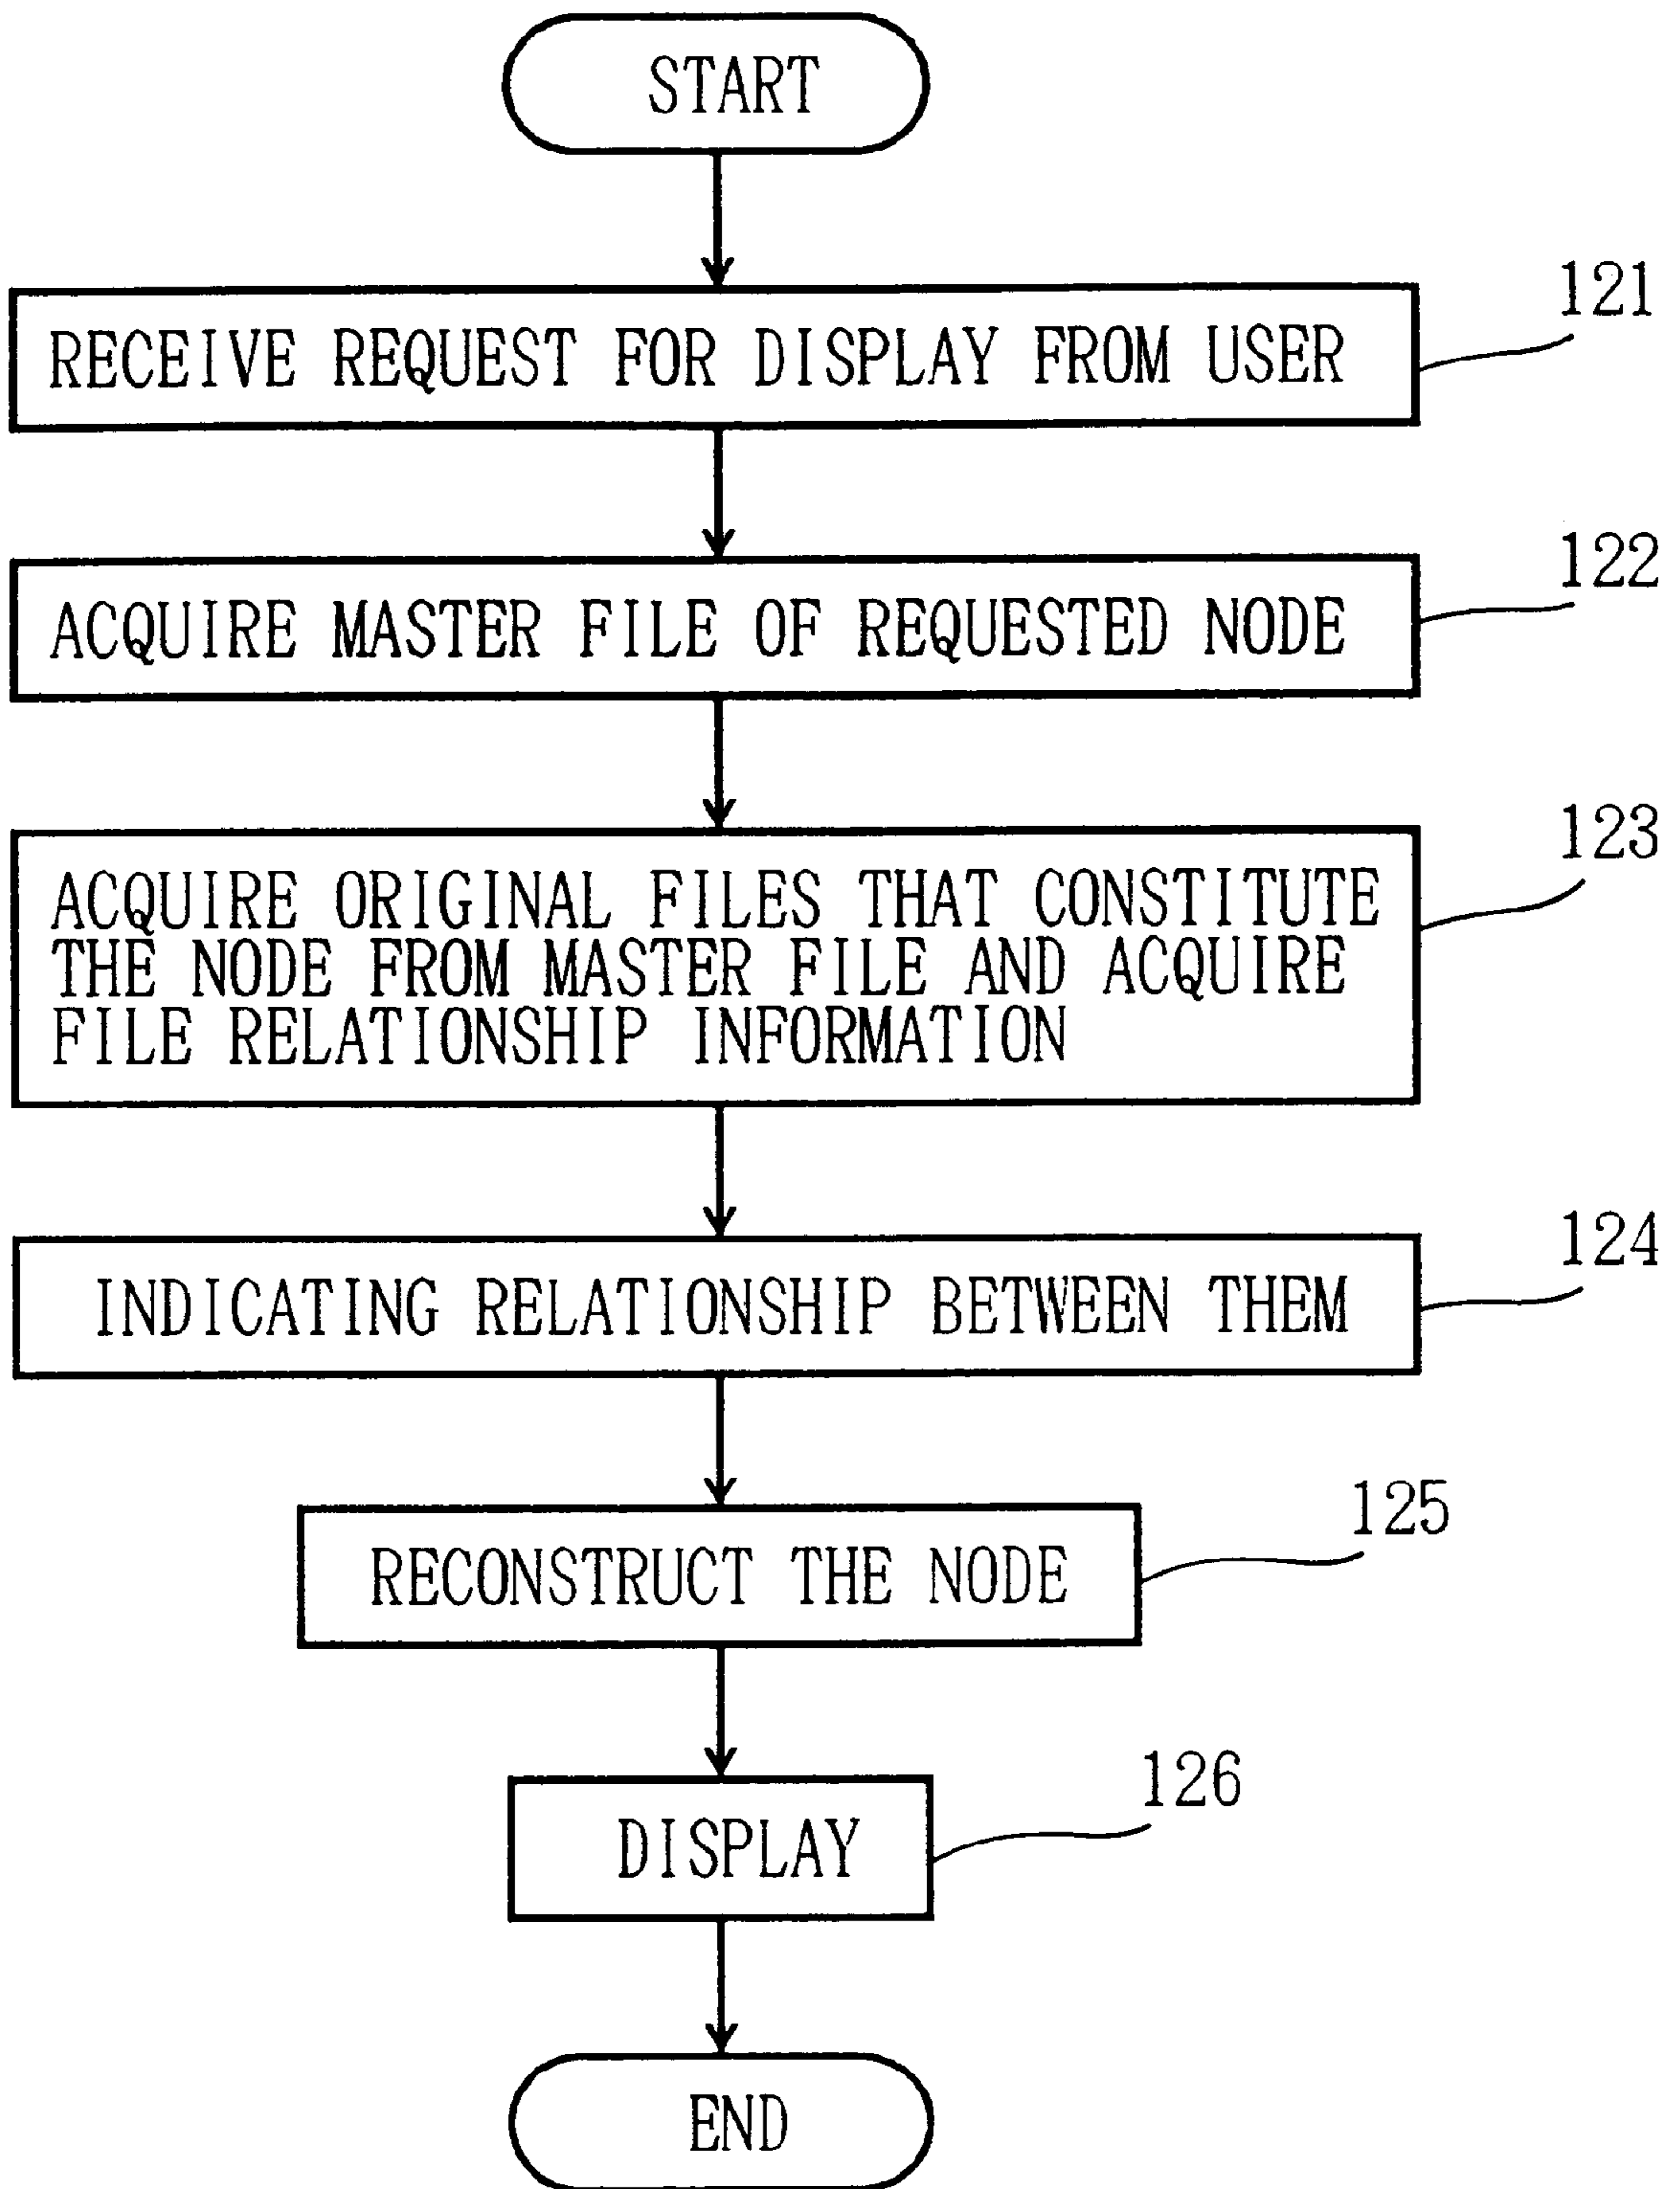 START
121
RECEIVE REQUEST FOR DISPLAY FROM USER
122
ACQUIRE MASTER FILE OF REQUESTED NODE
123
ACQUIRE ORIGINAL FILES THAT CONSTITUTE
THE NODE FROM MASTER FILE AND ACQUIRE
FILE RELATIONSHIP INFORMATION
124
INDICATING RELATIONSHIP BETWEEN THEM
125
RECONSTRUCT THE NODE
126
DISPLAY
END